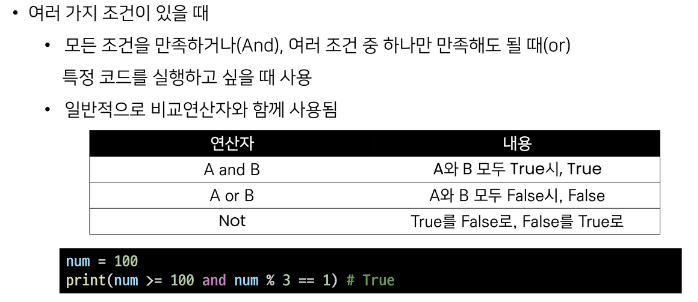 • 여러 가지 조건이 있을 때
• 모든 조건을 만족하거나(And), 여러 조건 중 하나만 만족해도 될 때(or)
특정 코드를 실행하고 싶을 때 사용
• 일반적으로 비교연산자와 함께 사용됨
연산자 내용
A and B A와 B 모두 True시, True
A or B A와 B 모두 False시, False
Not True를 False로, False를 True로
num = 100
print(num >= 100 and num % 3 == 1) # True